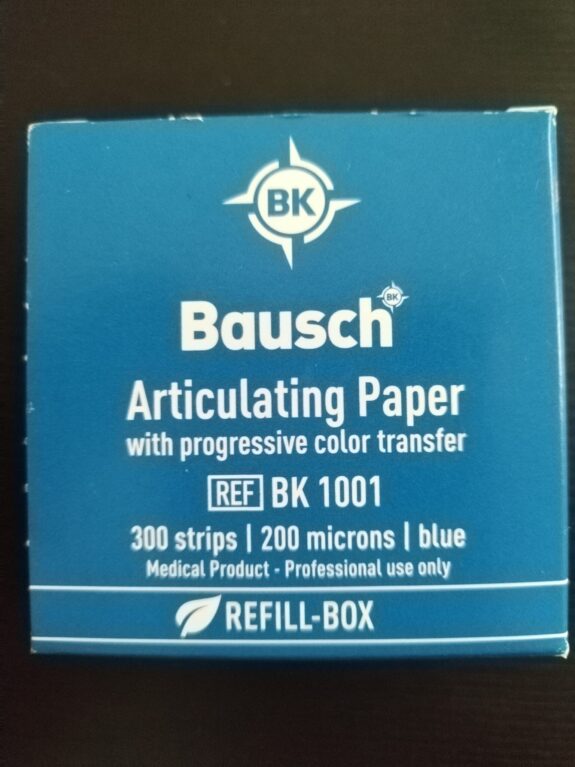 BK
Bausch BK
Articulating Paper
with progressive color transfer
REF BK 1001
300 strips | 200 microns | blue
Medical Product - Professional use only
REFILL-BOX